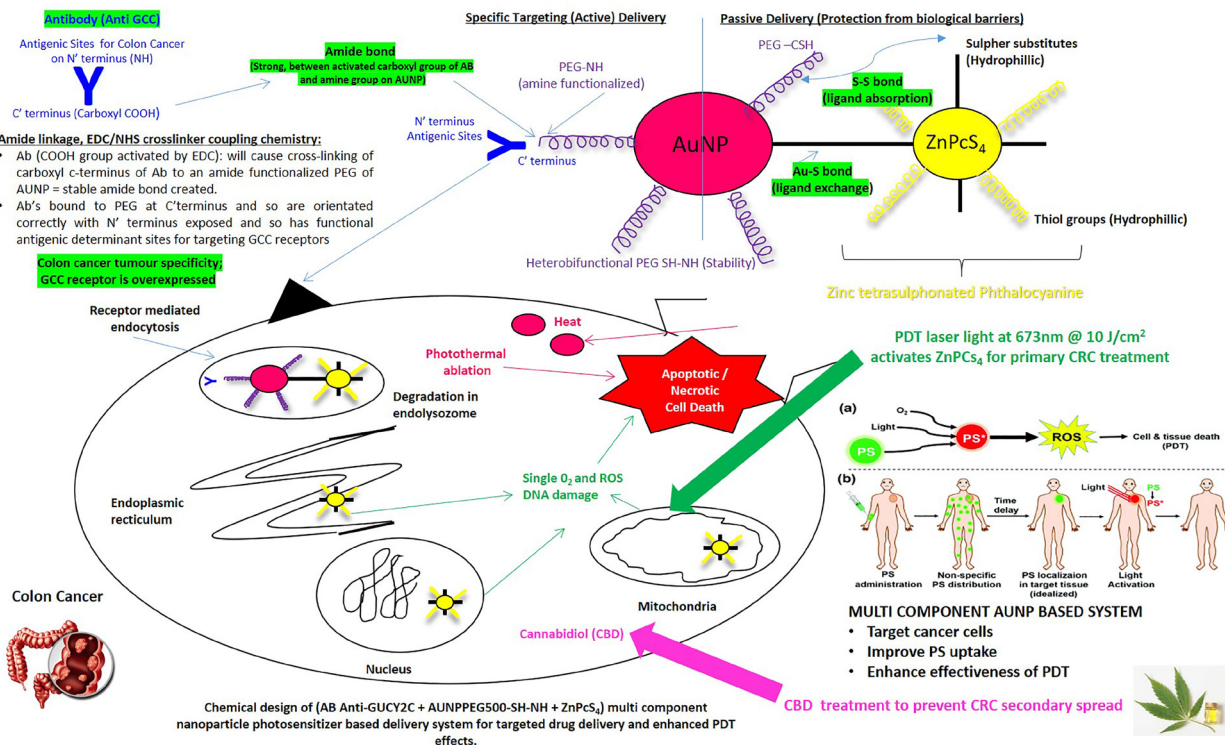 Antibody (Anti GCC)
Antigenic Sites for Colon Cancer
on N’ terminus (NH)
C’ terminus (Carboxyl COOH)
Amide bond
(Strong, between activated carboxyl group of AB
and amine group on AUNP)
Amide linkage, EDC/NHS crosslinker coupling chemistry:
• Ab (COOH group activated by EDC): will cause cross-linking of
carboxyl c-terminus of Ab to an amide functionalized PEG of
AUNP = stable amide bond created.
• Ab’s bound to PEG at C’terminus and so are orientated
correctly with N’ terminus exposed and so has functional
antigenic determinant sites for targeting GCC receptors
Colon cancer tumour specificity;
GCC receptor is overexpressed
Specific Targeting (Active) Delivery
Passive Delivery (Protection from biological barriers)
PEG-NH
(amine functionalized)
PEG –CSH
N’ terminus
Antigenic Sites
C’ terminus
AuNP
Heterobifunctional PEG SH-NH (Stability)
S-S bond
(ligand absorption)
Au-S bond
(ligand exchange)
Sulpher substitutes
(Hydrophillic)
ZnPcS4
Thiol groups (Hydrophillic)
Zinc tetrasulphonated Phthalocyanine
Receptor mediated
endocytosis
Degradation in
endolysozome
Endoplasmic
recticulum
Nucleus
Mitochondria
Heat
Photothermal
ablation
Apoptotic /
Necrotic
Cell Death
Single 02 and ROS
DNA damage
Cannabidiol (CBD)
PDT laser light at 673nm @ 10 J/cm2
activates ZnPCs4 for primary CRC treatment
(a)
O2
Light
PS
PS*
ROS
Cell & tissue death
(PDT)
(b)
Time
delay
Light
PS
PS*
PS
administration
Non-specific
PS distribution
PS localizaion
in target tissue
(idealized)
Light
Activation
MULTI COMPONENT AUNP BASED SYSTEM
• Target cancer cells
• Improve PS uptake
• Enhance effectiveness of PDT
CBD treatment to prevent CRC secondary spread
Colon Cancer
Chemical design of (AB Anti-GUCY2C + AUNPPEG500-SH-NH + ZnPcS4) multi component
nanoparticle photosensitizer based delivery system for targeted drug delivery and enhanced PDT
effects.